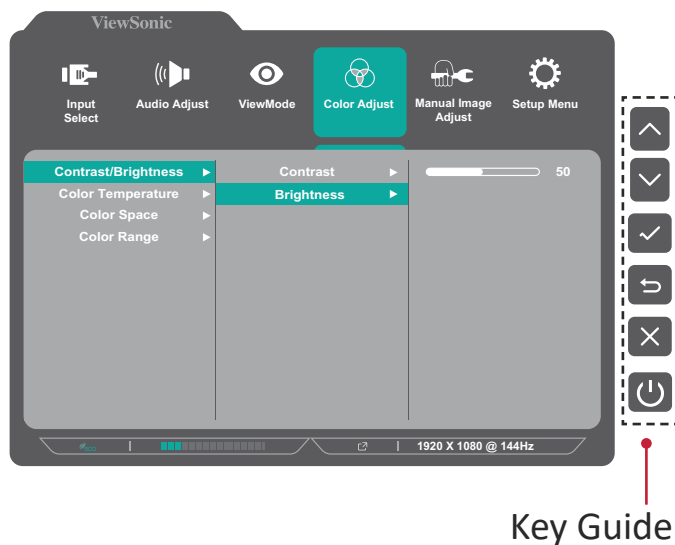 ViewSonic
Input
Select
Audio Adjust
ViewMode
Color Adjust
Manual Image
Adjust
Setup Menu
Contrast/Brightness
Color Temperature
Color Space
Color Range
Contrast
Brightness
50
ECO
1920 X 1080 @ 144Hz
Key Guide